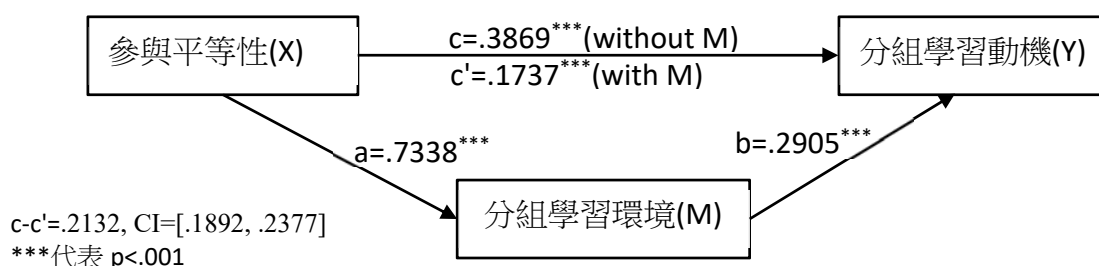 參與平等性(X)
c=.3869***(without M)
c'=.1737***(with M)
分組學習動機(Y)
a=.7338***
b=.2905***
分組學習環境(M)
c-c'=.2132, CI=[.1892, .2377]
***代表 p<.001